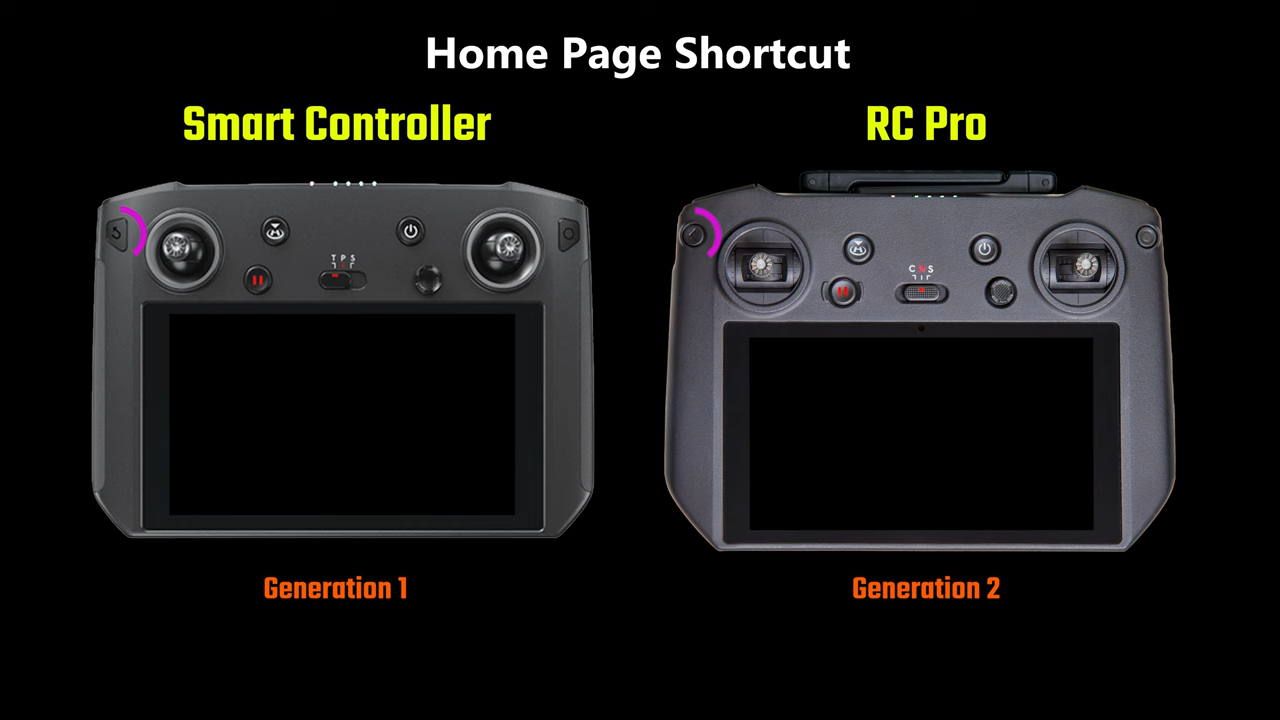 Home Page Shortcut
Smart Controller
RC Pro
T P S
C N S
Generation 1
Generation 2